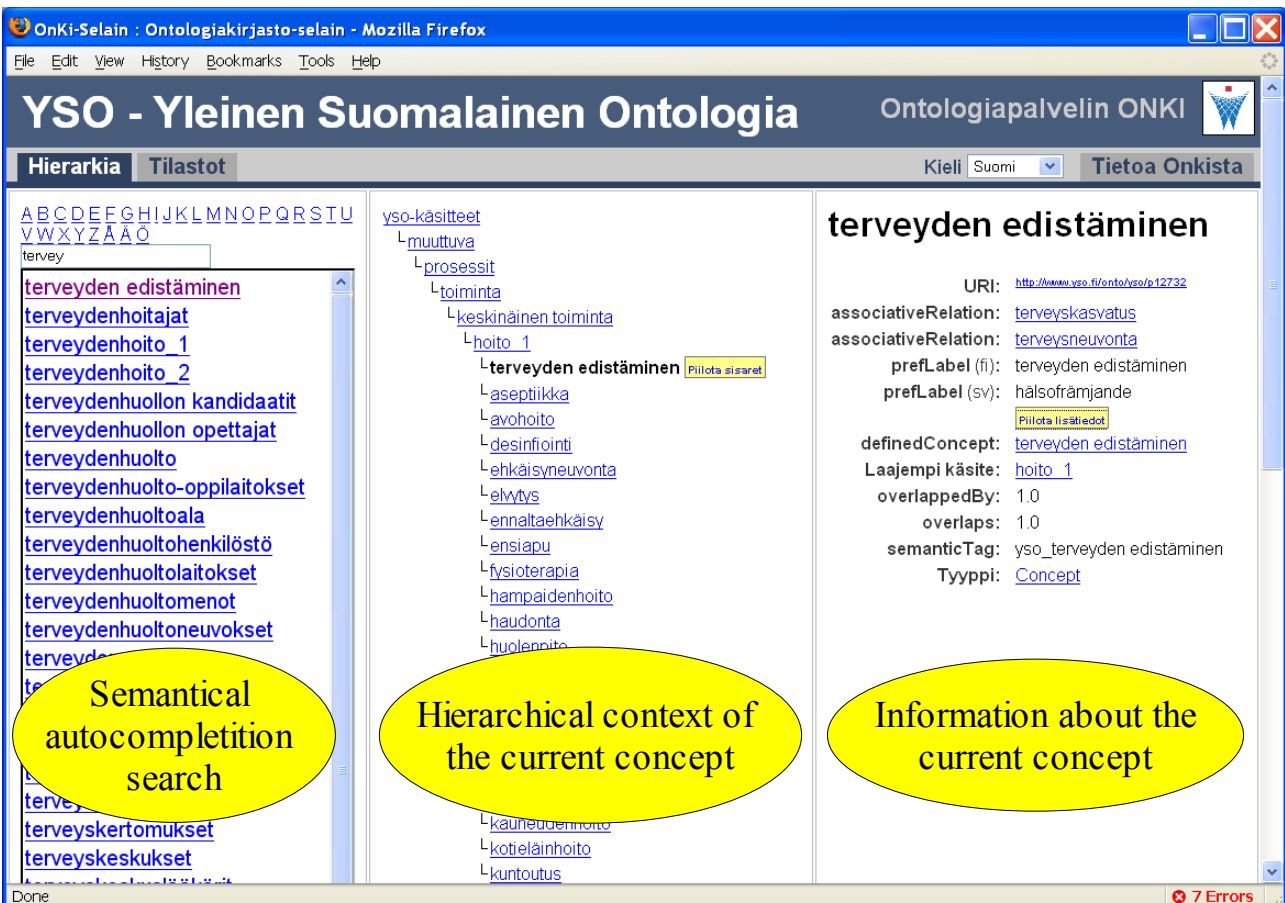 OnKi-Selain : Ontologiakirjasto-selain - Mozilla Firefox
File Edit View History Bookmarks Tools Help
YSO - Yleinen Suomalainen Ontologia
Ontologiapalvelin ONKI
Hierarkia Tilastot
Kieli Suomi Tietoa Onkista
A B C D E F G H I J K L M N O P Q R S T U
V W X Y Z Å Ä Ö
tervey
terveyden edistäminen
terveydenhoitajat
terveydenhoito_1
terveydenhoito_2
terveydenhuollon kandidaatit
terveydenhuollon opettajat
terveydenhuolto
terveydenhuolto-oppilaitokset
terveydenhuoltoala
terveydenhuoltohenkilöstö
terveydenhuoltolaitokset
terveydenhuoltomenot
terveydenhuoltoneuvokset
Semantical
autocompletition
search
terveyskertomukset
terveyskeskukset
yso-käsitteet
muuttuva
prosessit
toiminta
keskinäinen toiminta
hoito_1
terveyden edistäminen Piilota sisaret
aseptiikka
avohoito
desinfiointi
ehkäisyneuvonta
elvytys
ennaltaehkäisy
ensiapu
fysioterapia
hampaidenhoito
haudonta
huolenpito
Hierarchical context of
the current concept
kauneudenhoito
kotieläinhoito
kuntoutus
terveyden edistäminen
URI: http://www.yso.fi/onto/yso/p12732
associativeRelation: terveyskasvatus
associativeRelation: terveysneuvonta
prefLabel (fi): terveyden edistäminen
prefLabel (sv): hälsofrämjande
Piilota lisätiedot
definedConcept: terveyden edistäminen
Laajempi käsite: hoito_1
overlappedBy: 1.0
overlaps: 1.0
semanticTag: yso_terveyden edistäminen
Tyyppi: Concept
Information about the
current concept
Done
7 Errors